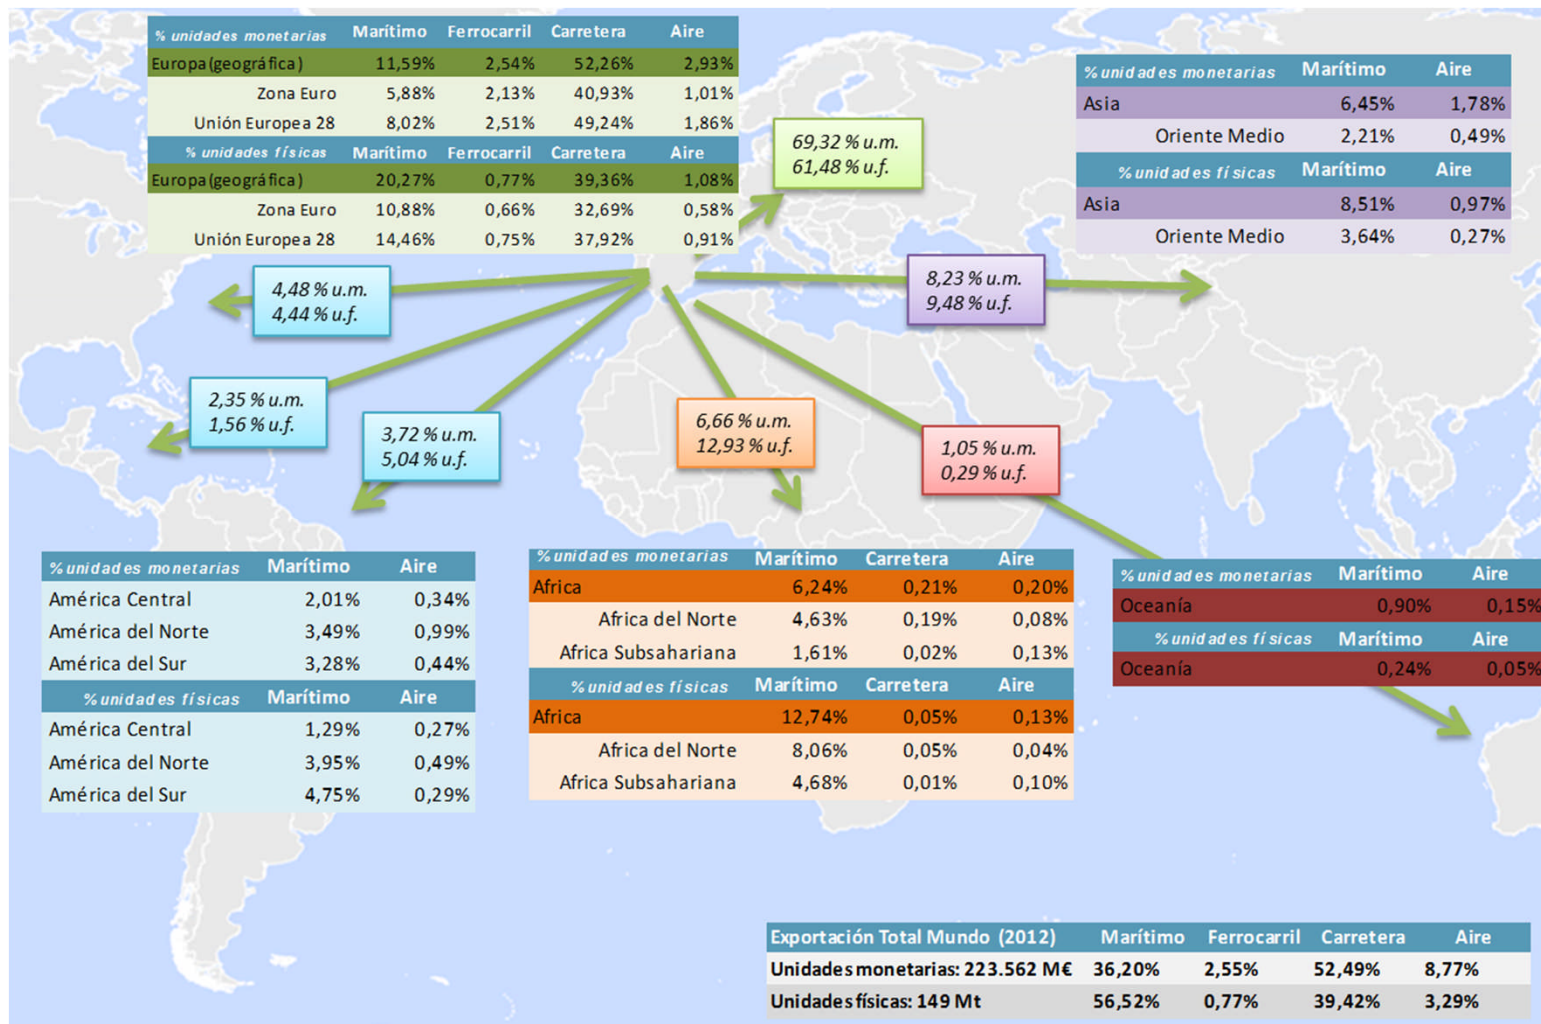 % unidades monetarias Marítimo Ferrocarril Carretera Aire
Europa(geográfica) 11,59% 2,54% 52,26% 2,93%
Zona Euro 5,88% 2,13% 40,93% 1,01%
Unión Europea 28 8,02% 2,51% 49,24% 1,86%
% unidades físicas Marítimo Ferrocarril Carretera Aire
Europa(geográfica) 20,27% 0,77% 39,36% 1,08%
Zona Euro 10,88% 0,66% 32,69% 0,58%
Unión Europea 28 14,46% 0,75% 37,92% 0,91%
69,32 % u.m.
61,48 % u.f.
% unidades monetarias Marítimo Aire
Asia 6,45% 1,78%
Oriente Medio 2,21% 0,49%
% unidades físicas Marítimo Aire
Asia 8,51% 0,97%
Oriente Medio 3,64% 0,27%
4,48 % u.m.
4,44 % u.f.
8,23 % u.m.
9,48 % u.f.
2,35 % u.m.
1,56 % u.f.
3,72 % u.m.
5,04 % u.f.
6,66 % u.m.
12,93 % u.f.
1,05 % u.m.
0,29 % u.f.
% unidades monetarias Marítimo Aire
América Central 2,01% 0,34%
América del Norte 3,49% 0,99%
América del Sur 3,28% 0,44%
% unidades físicas Marítimo Aire
América Central 1,29% 0,27%
América del Norte 3,95% 0,49%
América del Sur 4,75% 0,29%
% unidades monetarias Marítimo Carretera Aire
Africa 6,24% 0,21% 0,20%
Africa del Norte 4,63% 0,19% 0,08%
Africa Subsahariana 1,61% 0,02% 0,13%
% unidades físicas Marítimo Carretera Aire
Africa 12,74% 0,05% 0,13%
Africa del Norte 8,06% 0,05% 0,04%
Africa Subsahariana 4,68% 0,01% 0,10%
% unidades monetarias Marítimo Aire
Oceanía 0,90% 0,15%
% unidades físicas Marítimo Aire
Oceanía 0,24% 0,05%
Exportación Total Mundo (2012) Marítimo Ferrocarril Carretera Aire
Unidades monetarias: 223.562 M€ 36,20% 2,55% 52,49% 8,77%
Unidades físicas: 149 Mt 56,52% 0,77% 39,42% 3,29%